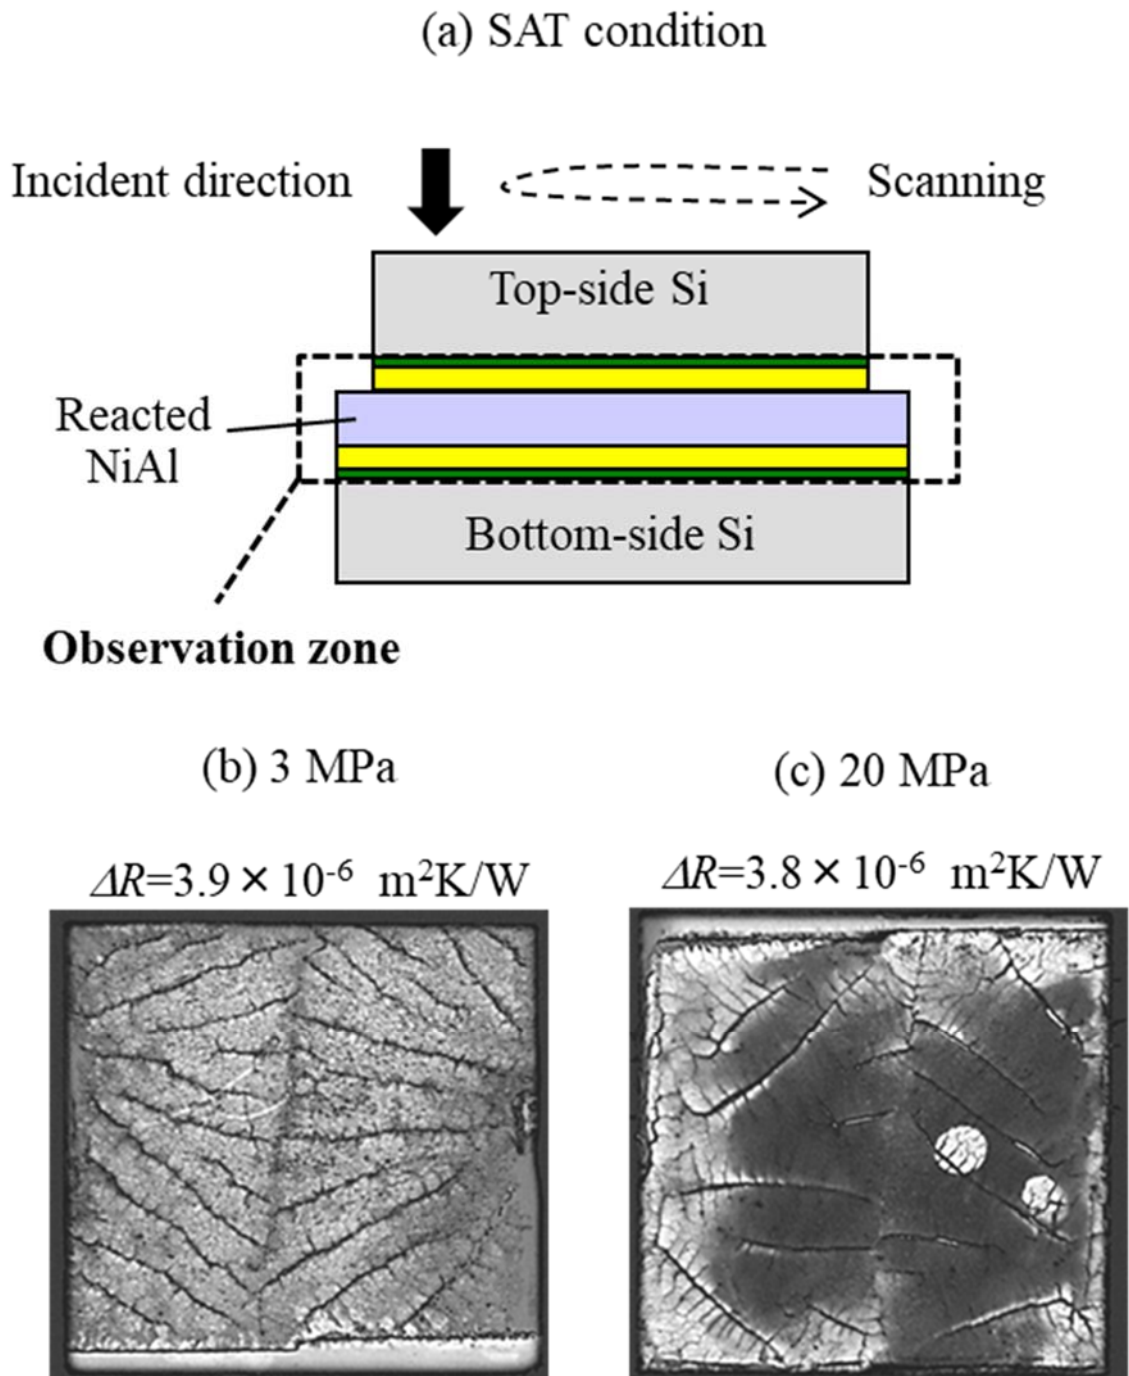 (a) SAT condition
Incident direction
Scanning
Top-side Si
Reacted
NiAl
Bottom-side Si
Observation zone
(b) 3 MPa
(c) 20 MPa
ΔR=3.9 × 10⁻⁶ m²K/W
ΔR=3.8 × 10⁻⁶ m²K/W